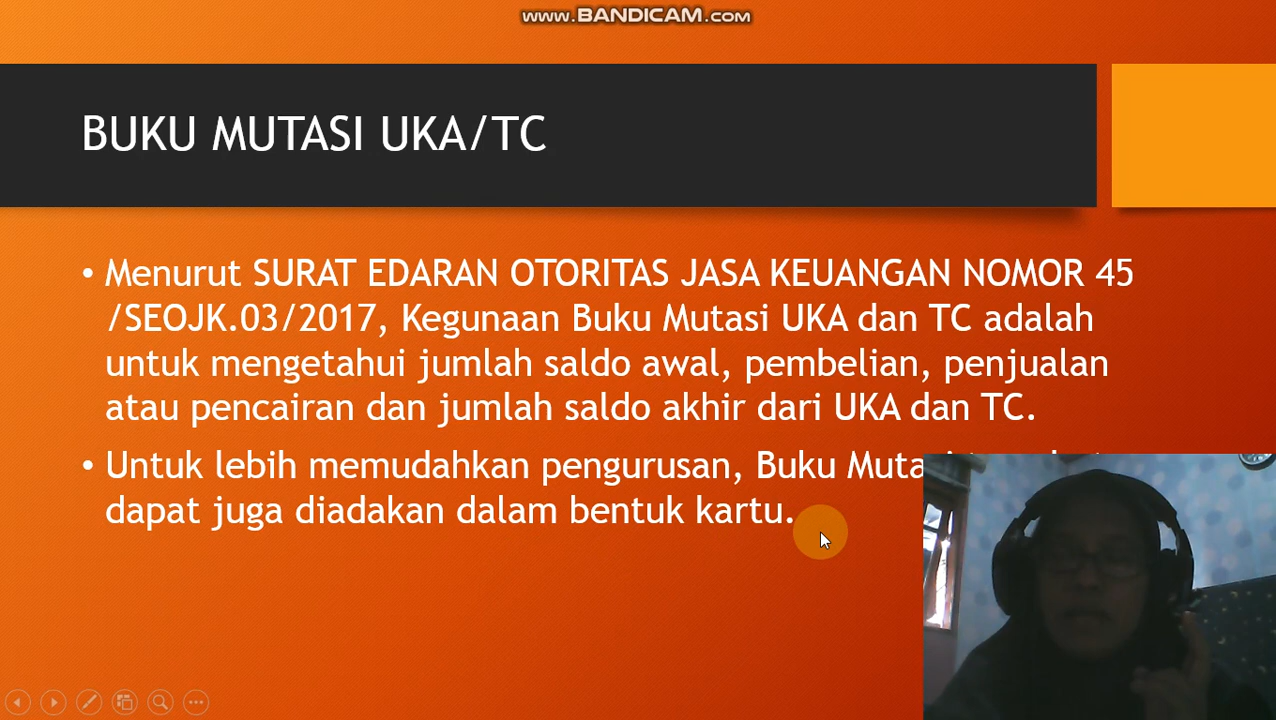 www.BANDICAM.com
BUKU MUTASI UKA/TC
• Menurut SURAT EDARAN OTORITAS JASA KEUANGAN NOMOR 45
/SEOJK.03/2017, Kegunaan Buku Mutasi UKA dan TC adalah
untuk mengetahui jumlah saldo awal, pembelian, penjualan
atau pencairan dan jumlah saldo akhir dari UKA dan TC.
• Untuk lebih memudahkan pengurusan, Buku
dapat juga diadakan dalam bentuk kartu.